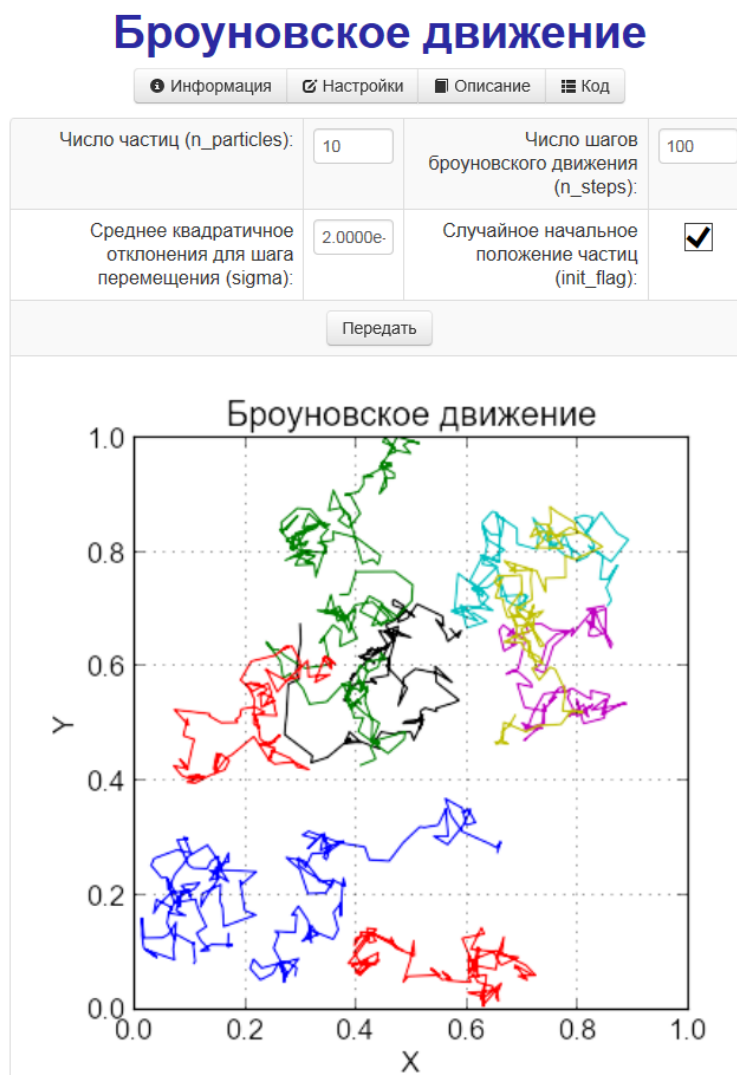 Броуновское движение
Информация Настройки Описание Код
Число частиц (n_particles):
10
Число шагов
броуновского движения
(n_steps):
100
Среднее квадратичное
отклонения для шага
перемещения (sigma):
2.0000e-
Случайное начальное
положение частиц
(init_flag):
Передать
Броуновское движение
1.0
0.8
0.6
Y
0.4
0.2
0.0
0.0 0.2 0.4 0.6 0.8 1.0
X